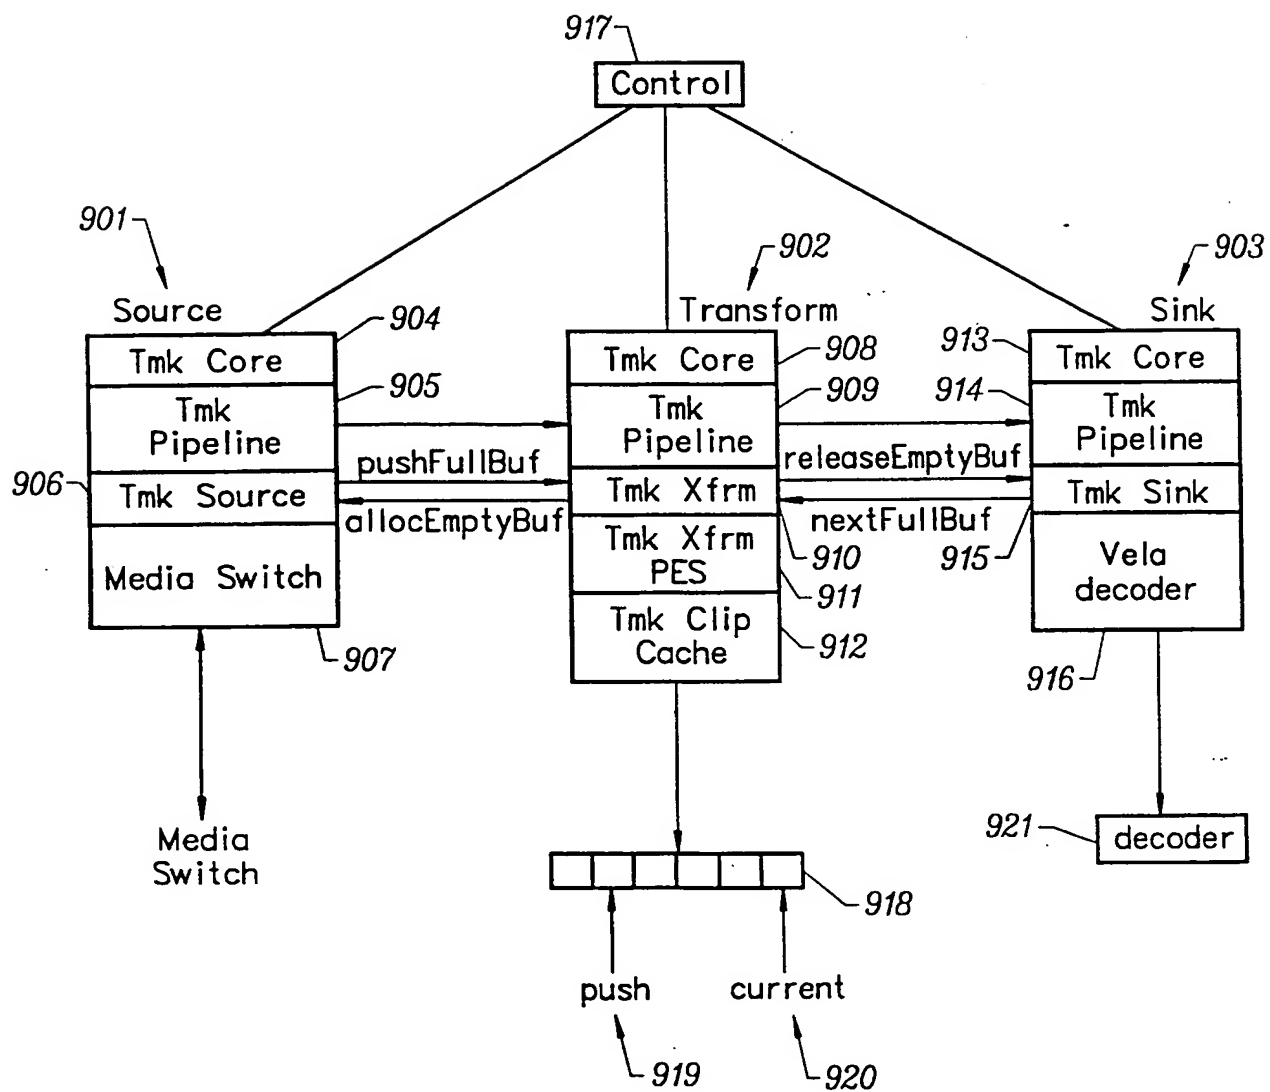 917
Control
901
902
903
Source
Transform
Sink
904
908
913
Tmk Core
Tmk Core
Tmk Core
905
909
914
Tmk
Pipeline
Tmk
Pipeline
Tmk
Pipeline
pushFullBuf
releaseEmptyBuf
906
Tmk Source
Tmk Xfrm
Tmk Sink
allocEmptyBuf
nextFullBuf
910
915
Media Switch
Tmk Xfrm
PES
911
Vela
decoder
907
Tmk Clip
Cache
912
916
Media
Switch
921
decoder
918
push
current
919
920